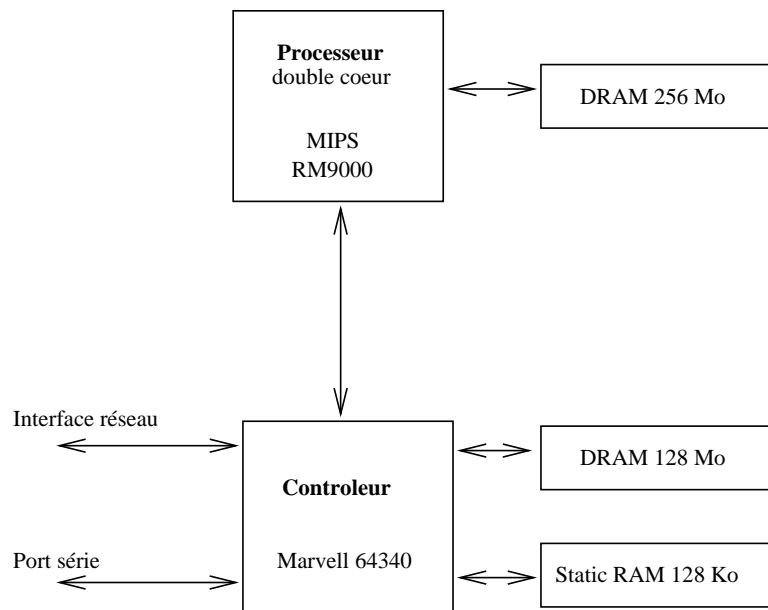 Processeur
double coeur
MIPS
RM9000
DRAM 256 Mo
Interface réseau
Controleur
Marvell 64340
DRAM 128 Mo
Port série
Static RAM 128 Ko